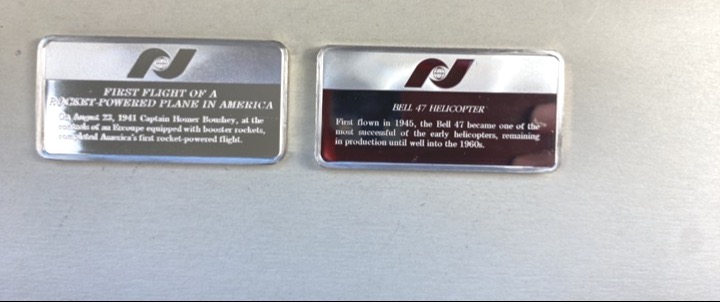 FIRST FLIGHT OF A
ROCKET-POWERED PLANE IN AMERICA
On August 23, 1941 Captain Homer Boushey, at the
controls of an Ercoupe equipped with booster rockets,
completed America's first rocket-powered flight.
BELL 47 HELICOPTER
First flown in 1945, the Bell 47 became one of the
most successful of the early helicopters, remaining
in production until well into the 1960s.